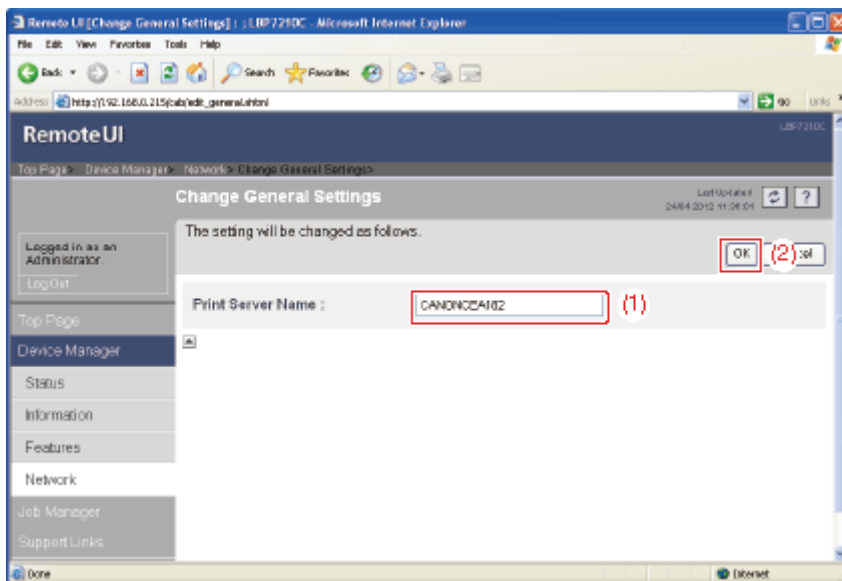 Remote UI [Change General Settings] : ; LBP7210C - Microsoft Internet Explorer
File Edit View Favorites Tools Help
Back Search Favorites
Address http://192.168.0.215/cab/edit_general.shtml Go Links
RemoteUI
LBP7210C
Top Page> Device Manager> Network> Change General Settings>
Change General Settings
Last Updated :
24/04 2012 11:36:01 ?
The setting will be changed as follows.
Logged in as an
Administrator.
Log Out
OK (2)
Print Server Name : (1)
Top Page
Device Manager
Status
Information
Features
Network
Job Manager
Support Links
Done Internet